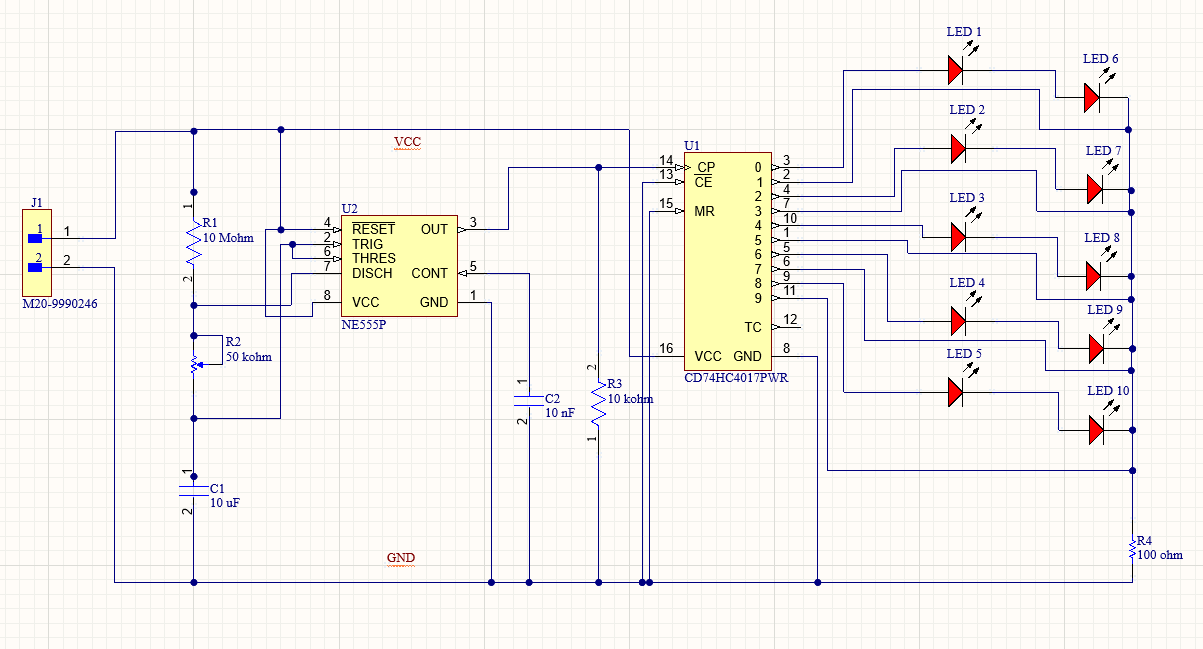 LED 1
LED 6
LED 2
LED 7
LED 3
LED 8
LED 4
LED 9
LED 5
LED 10
VCC
GND
J1
1 1
2 2
M20-9990246
1
R1
10 Mohm
2
R2
50 kohm
1
C1
10 uF
2
U2
4 RESET OUT 3
2 TRIG
6 THRES
7 DISCH CONT 5
8 VCC GND 1
NE555P
1
C2
10 nF
2
2
R3
10 kohm
1
U1
14 CP 0 3
13 CE 1 2
2 4
15 MR 3 7
4 10
5 1
6 5
7 6
8 9
9 11
TC 12
16 VCC GND 8
CD74HC4017PWR
R4
100 ohm